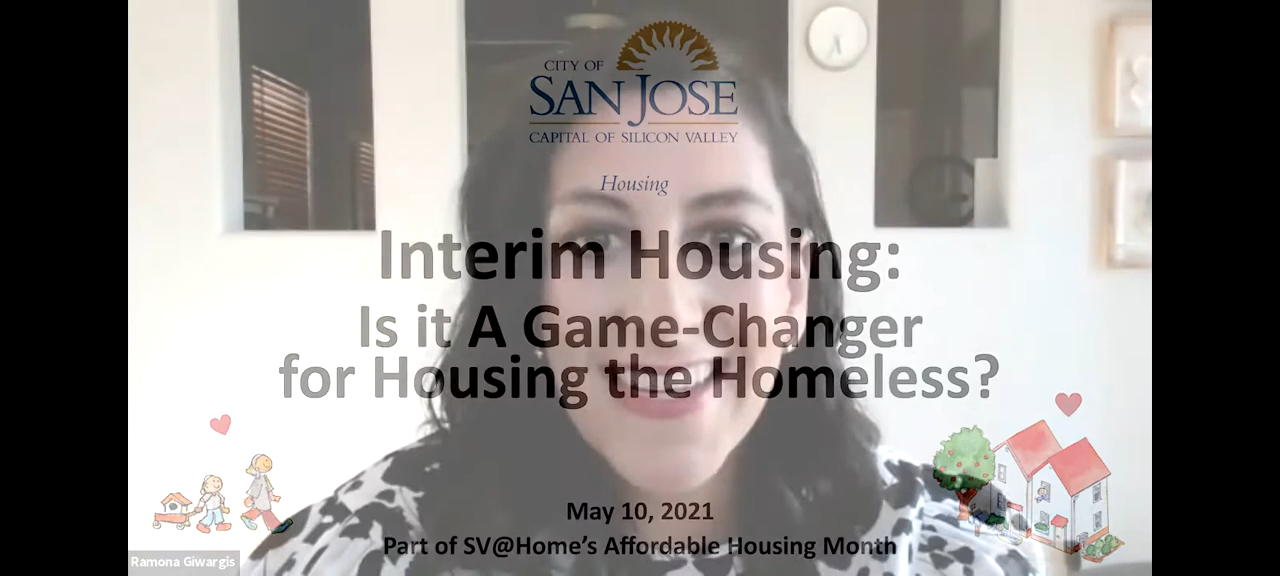 CITY OF
SAN JOSE
CAPITAL OF SILICON VALLEY
Housing
Interim Housing:
Is it A Game-Changer
for Housing the Homeless?
May 10, 2021
Part of SV@Home's Affordable Housing Month
Ramona Giwargis